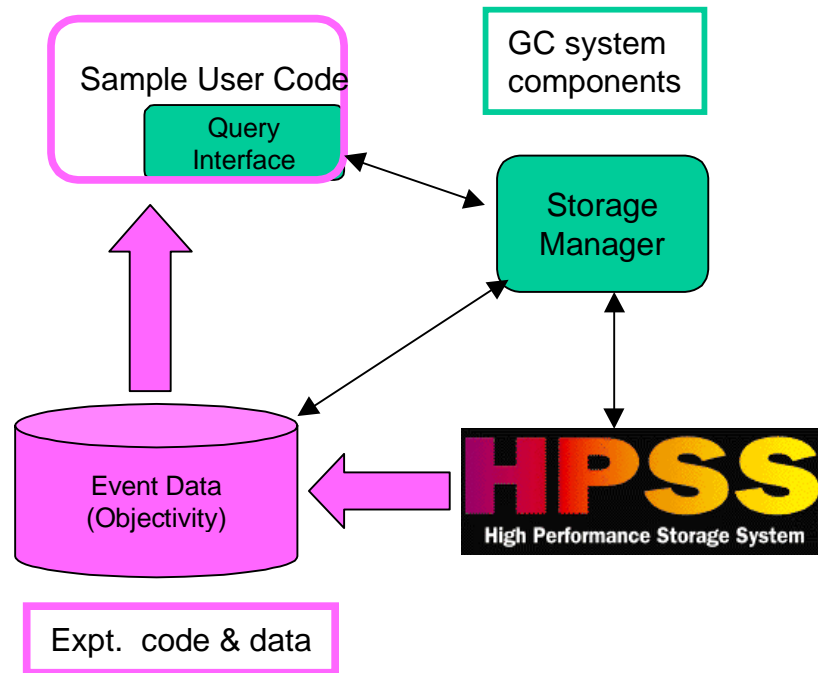 GC system
components
Sample User Code
Query
Interface
Storage
Manager
Event Data
(Objectivity)
HPSS
High Performance Storage System
Expt. code & data